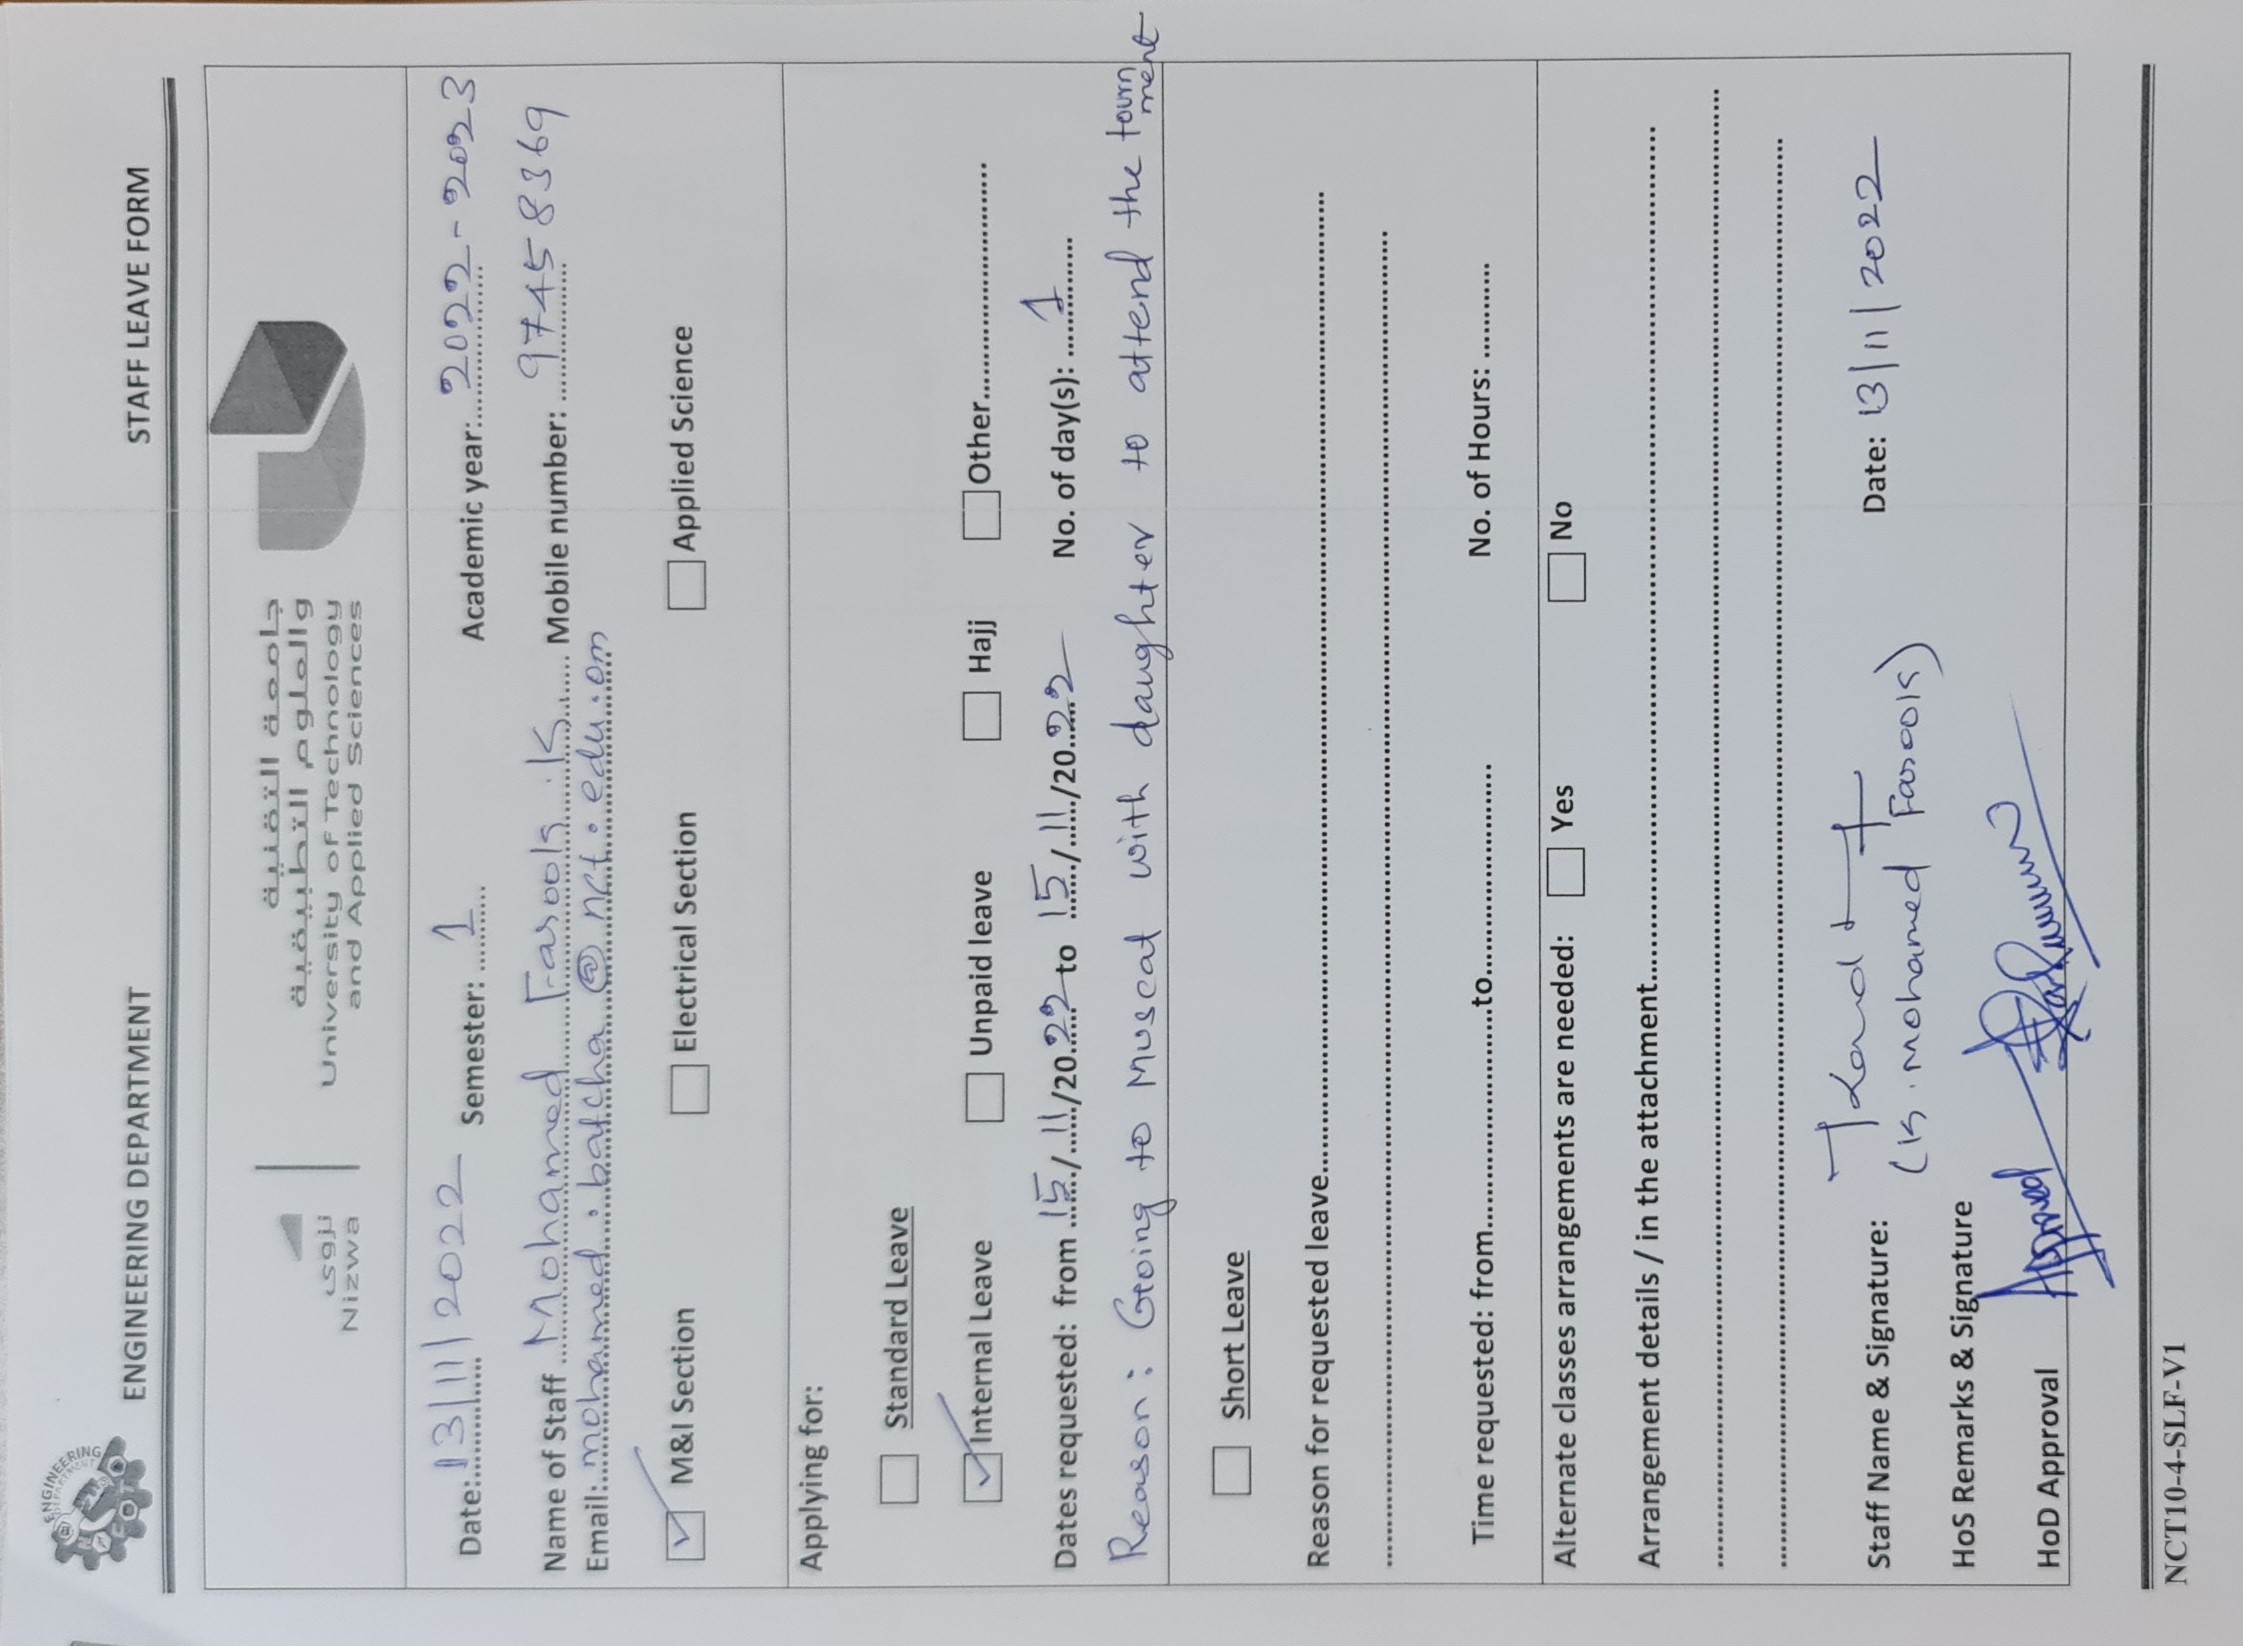 ENGINEERING DEPARTMENT
ENGINEERING DEPARTMENT STAFF LEAVE FORM
جامعة التقنية
والعلوم التطبيقية
University of Technology
and Applied Sciences
نزوى
Nizwa
Date: 13/11/2022 Semester: 1 Academic year: 2022-2023
Name of Staff Mohamed Farook .K Mobile number: 97458369
Email: mohamed.batcha@nct.edu.om
M&I Section Electrical Section Applied Science
Applying for:
Standard Leave
Internal Leave Unpaid leave Hajj Other
Dates requested: from 15/11/2022 to 15/11/2022 No. of day(s): 1
Reason: Going to Muscat with daughter to attend the tourn
ment
Short Leave
Reason for requested leave
Time requested: from to No. of Hours:
Alternate classes arrangements are needed: Yes No
Arrangement details / in the attachment
Staff Name & Signature: Date: 13/11/2022
(K. Mohamed Farook)
HoS Remarks & Signature
HoD Approval Approved
NCT10-4-SLF-V1